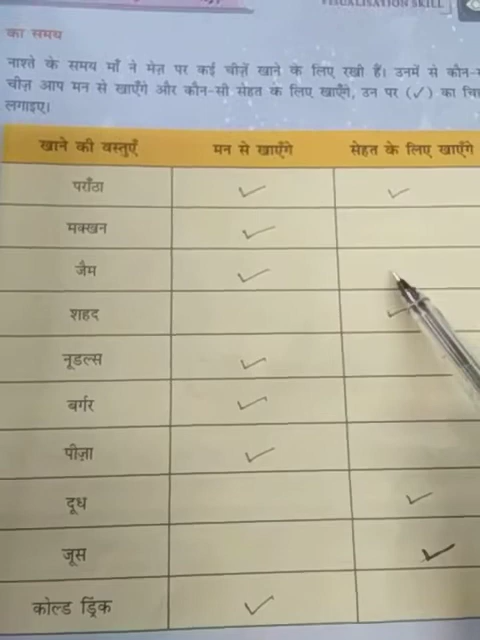 VISUALISATION SKILL
का समय
नाश्ते के समय माँ ने मेज़ पर कई चीज़ें खाने के लिए रखी हैं। उनमें से कौन-
चीज़ आप मन से खाएँगे और कौन-सी सेहत के लिए खाएँगे, उन पर (✓) का चि
लगाइए।
खाने की वस्तुएँ मन से खाएँगे सेहत के लिए खाएँगे
पराँठा ✓ ✓
मक्खन ✓
जैम ✓
शहद ✓
नूडल्स ✓
बर्गर ✓
पीज़ा ✓
दूध ✓
जूस ✓
कोल्ड ड्रिंक ✓